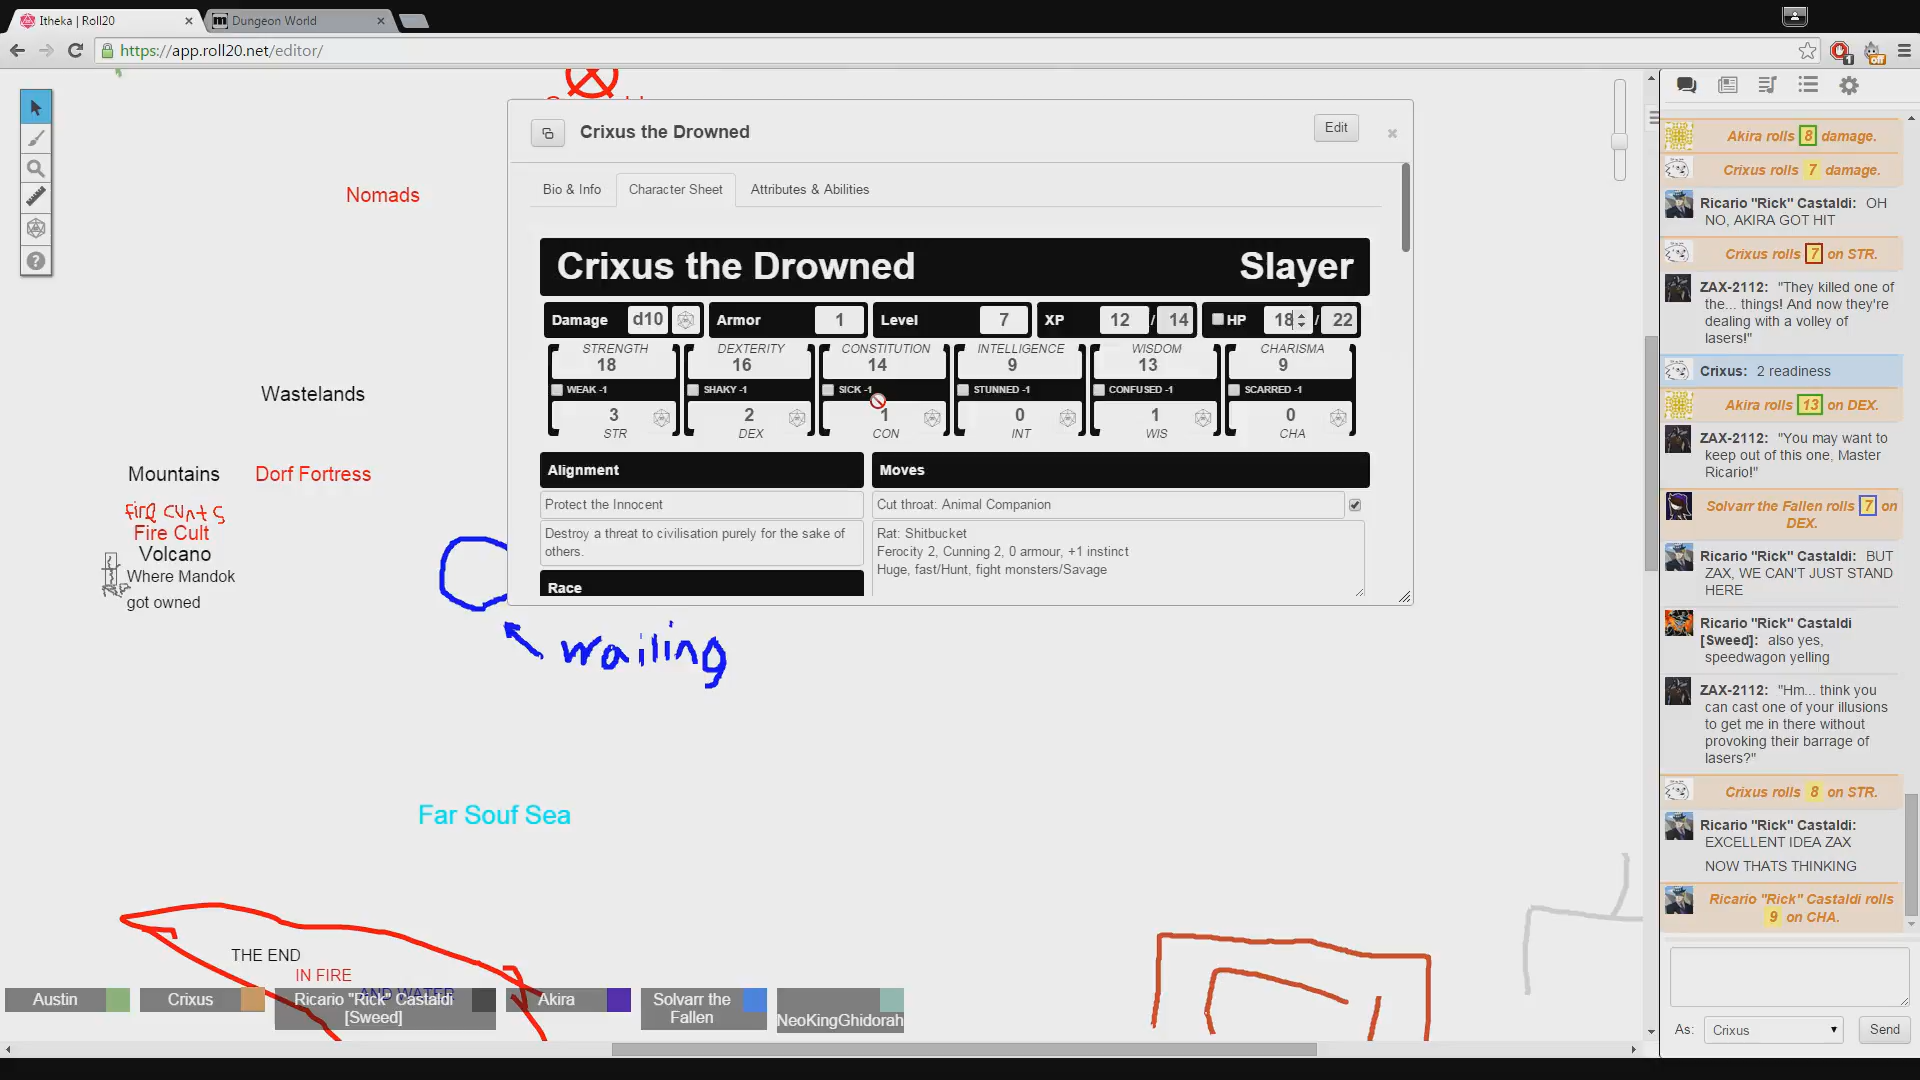 Itheka | Roll20
Dungeon World
https://app.roll20.net/editor/
Nomads
Wastelands
Mountains
Dorf Fortress
fire cunts
Fire Cult
Volcano
Where Mandok
got owned
wailing
Far Souf Sea
THE END
IN FIRE
AND WATER
Crixus the Drowned
Edit
Bio & Info
Character Sheet
Attributes & Abilities
Crixus the Drowned
Slayer
Damage d10
Armor 1
Level 7
XP 12 / 14
HP 18 / 22
STRENGTH DEXTERITY CONSTITUTION INTELLIGENCE WISDOM CHARISMA
18 16 14 9 13 9
WEAK -1 SHAKY -1 SICK -1 STUNNED -1 CONFUSED -1 SCARRED -1
3 2 1 0 1 0
STR DEX CON INT WIS CHA
Alignment
Protect the Innocent
Destroy a threat to civilisation purely for the sake of
others.
Race
Moves
Cut throat: Animal Companion
Rat: Shitbucket
Ferocity 2, Cunning 2, 0 armour, +1 instinct
Huge, fast/Hunt, fight monsters/Savage
Austin
Crixus
Ricario "Rick" Castaldi
[Sweed]
Akira
Solvarr the
Fallen
NeoKingGhidorah
Akira rolls 8 damage.
Crixus rolls 7 damage.
Ricario "Rick" Castaldi: OH
NO, AKIRA GOT HIT
Crixus rolls 7 on STR.
ZAX-2112: "They killed one of
the... things! And now they're
dealing with a volley of
lasers!"
Crixus: 2 readiness
Akira rolls 13 on DEX.
ZAX-2112: "You may want to
keep out of this one, Master
Ricario!"
Solvarr the Fallen rolls 7 on
DEX.
Ricario "Rick" Castaldi: BUT
ZAX, WE CAN'T JUST STAND
HERE
Ricario "Rick" Castaldi
[Sweed]: also yes,
speedwagon yelling
ZAX-2112: "Hm... think you
can cast one of your illusions
to get me in there without
provoking their barrage of
lasers?"
Crixus rolls 8 on STR.
Ricario "Rick" Castaldi:
EXCELLENT IDEA ZAX
NOW THATS THINKING
Ricario "Rick" Castaldi rolls
9 on CHA.
As: Crixus
Send